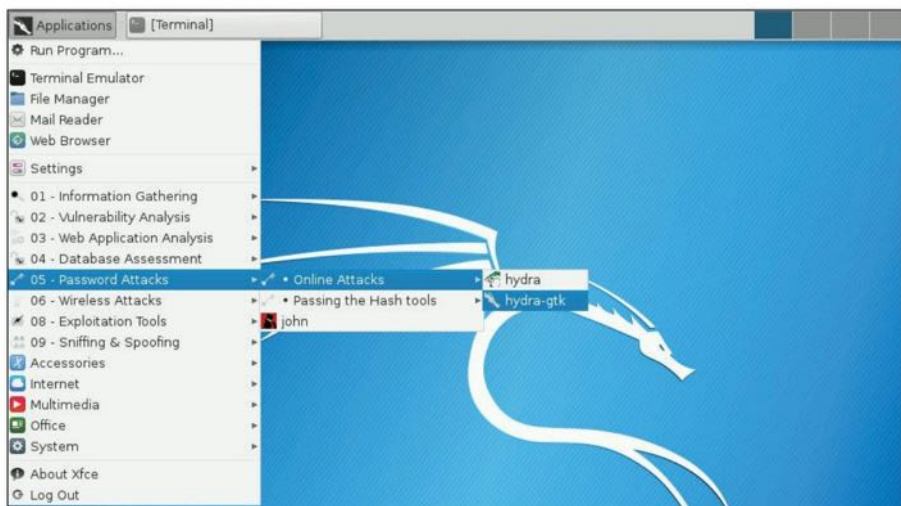 Applications
[Terminal]
Run Program...
Terminal Emulator
File Manager
Mail Reader
Web Browser
Settings
01 - Information Gathering
02 - Vulnerability Analysis
03 - Web Application Analysis
04 - Database Assessment
05 - Password Attacks
• Online Attacks
hydra
06 - Wireless Attacks
• Passing the Hash tools
hydra-gtk
08 - Exploitation Tools
john
09 - Sniffing & Spoofing
Accessories
Internet
Multimedia
Office
System
About Xfce
Log Out